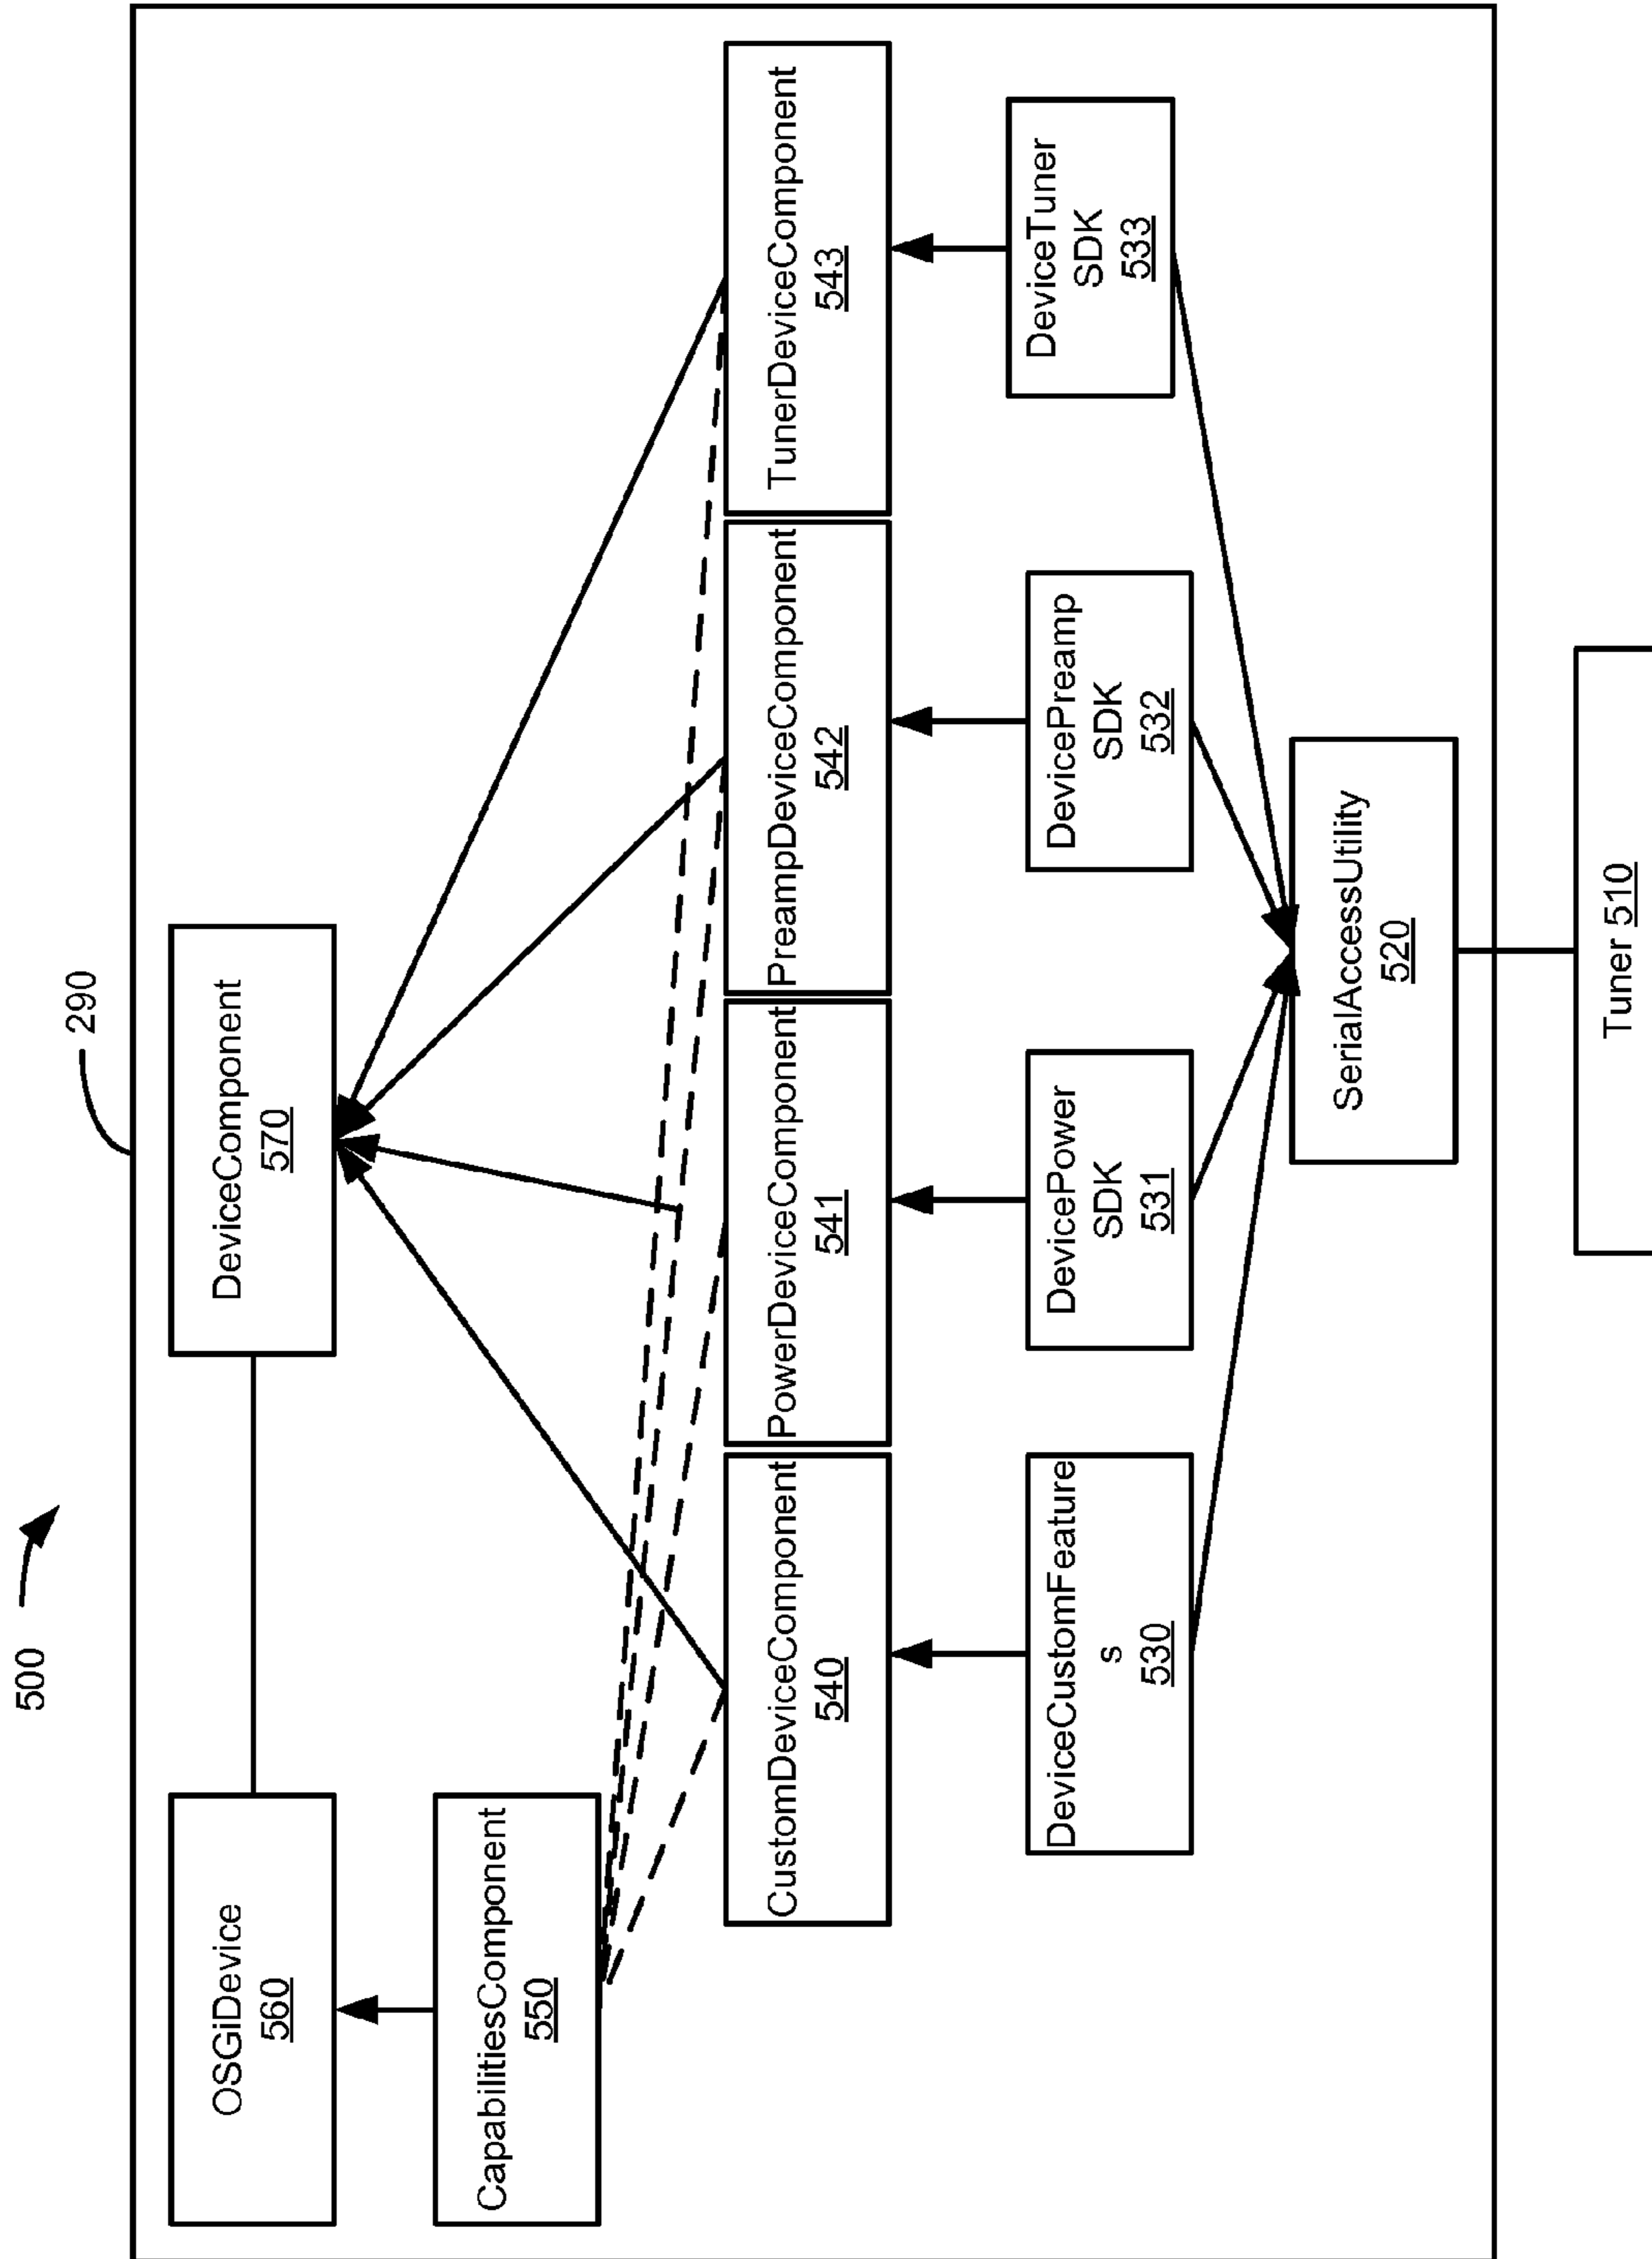 500
290
OSGiDevice
560
DeviceComponent
570
CapabilitiesComponent
550
CustomDeviceComponent
540
PowerDeviceComponent
541
PreampDeviceComponent
542
TunerDeviceComponent
543
DeviceCustomFeature
s
530
DevicePower
SDK
531
DevicePreamp
SDK
532
DeviceTuner
SDK
533
SerialAccessUtility
520
Tuner 510